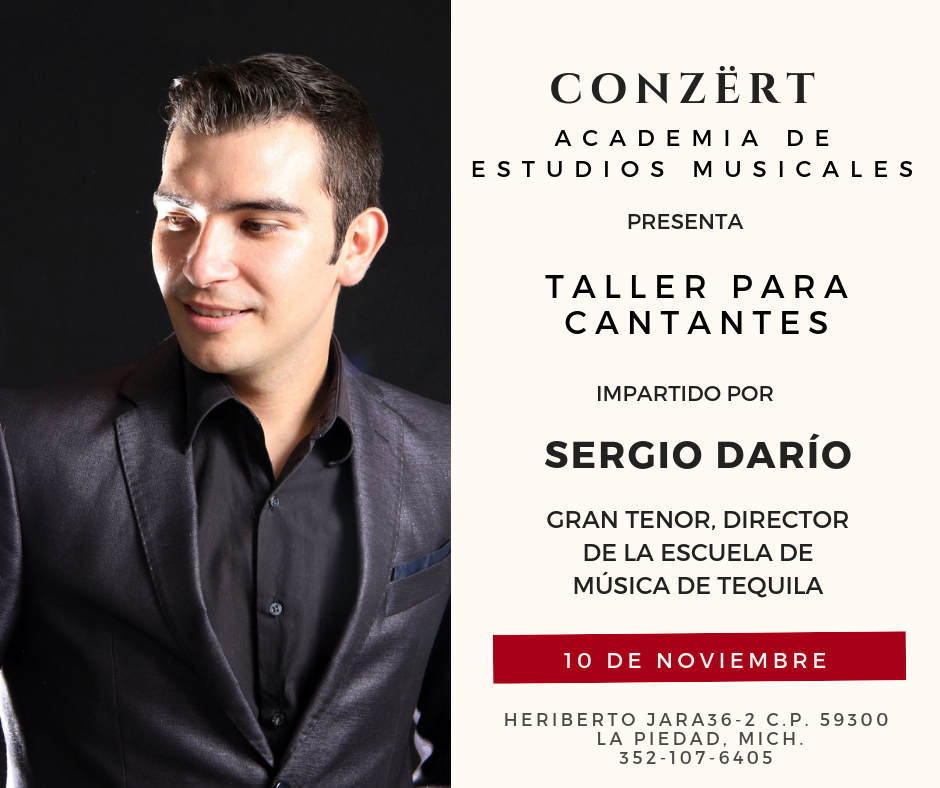 CONZËRT
ACADEMIA DE
ESTUDIOS MUSICALES
PRESENTA
TALLER PARA
CANTANTES
IMPARTIDO POR
SERGIO DARÍO
GRAN TENOR, DIRECTOR
DE LA ESCUELA DE
MÚSICA DE TEQUILA
10 DE NOVIEMBRE
HERIBERTO JARA36-2 C.P. 59300
LA PIEDAD, MICH.
352-107-6405